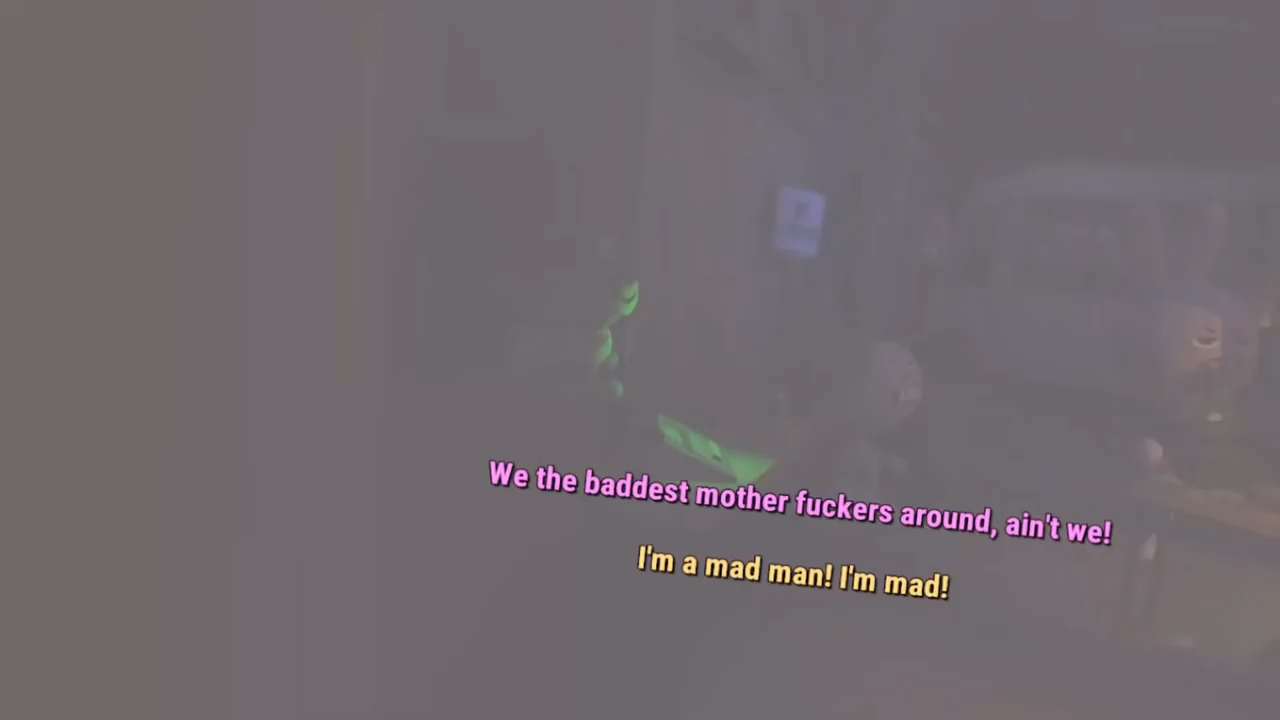 We the baddest mother fuckers around, ain't we!
I'm a mad man! I'm mad!